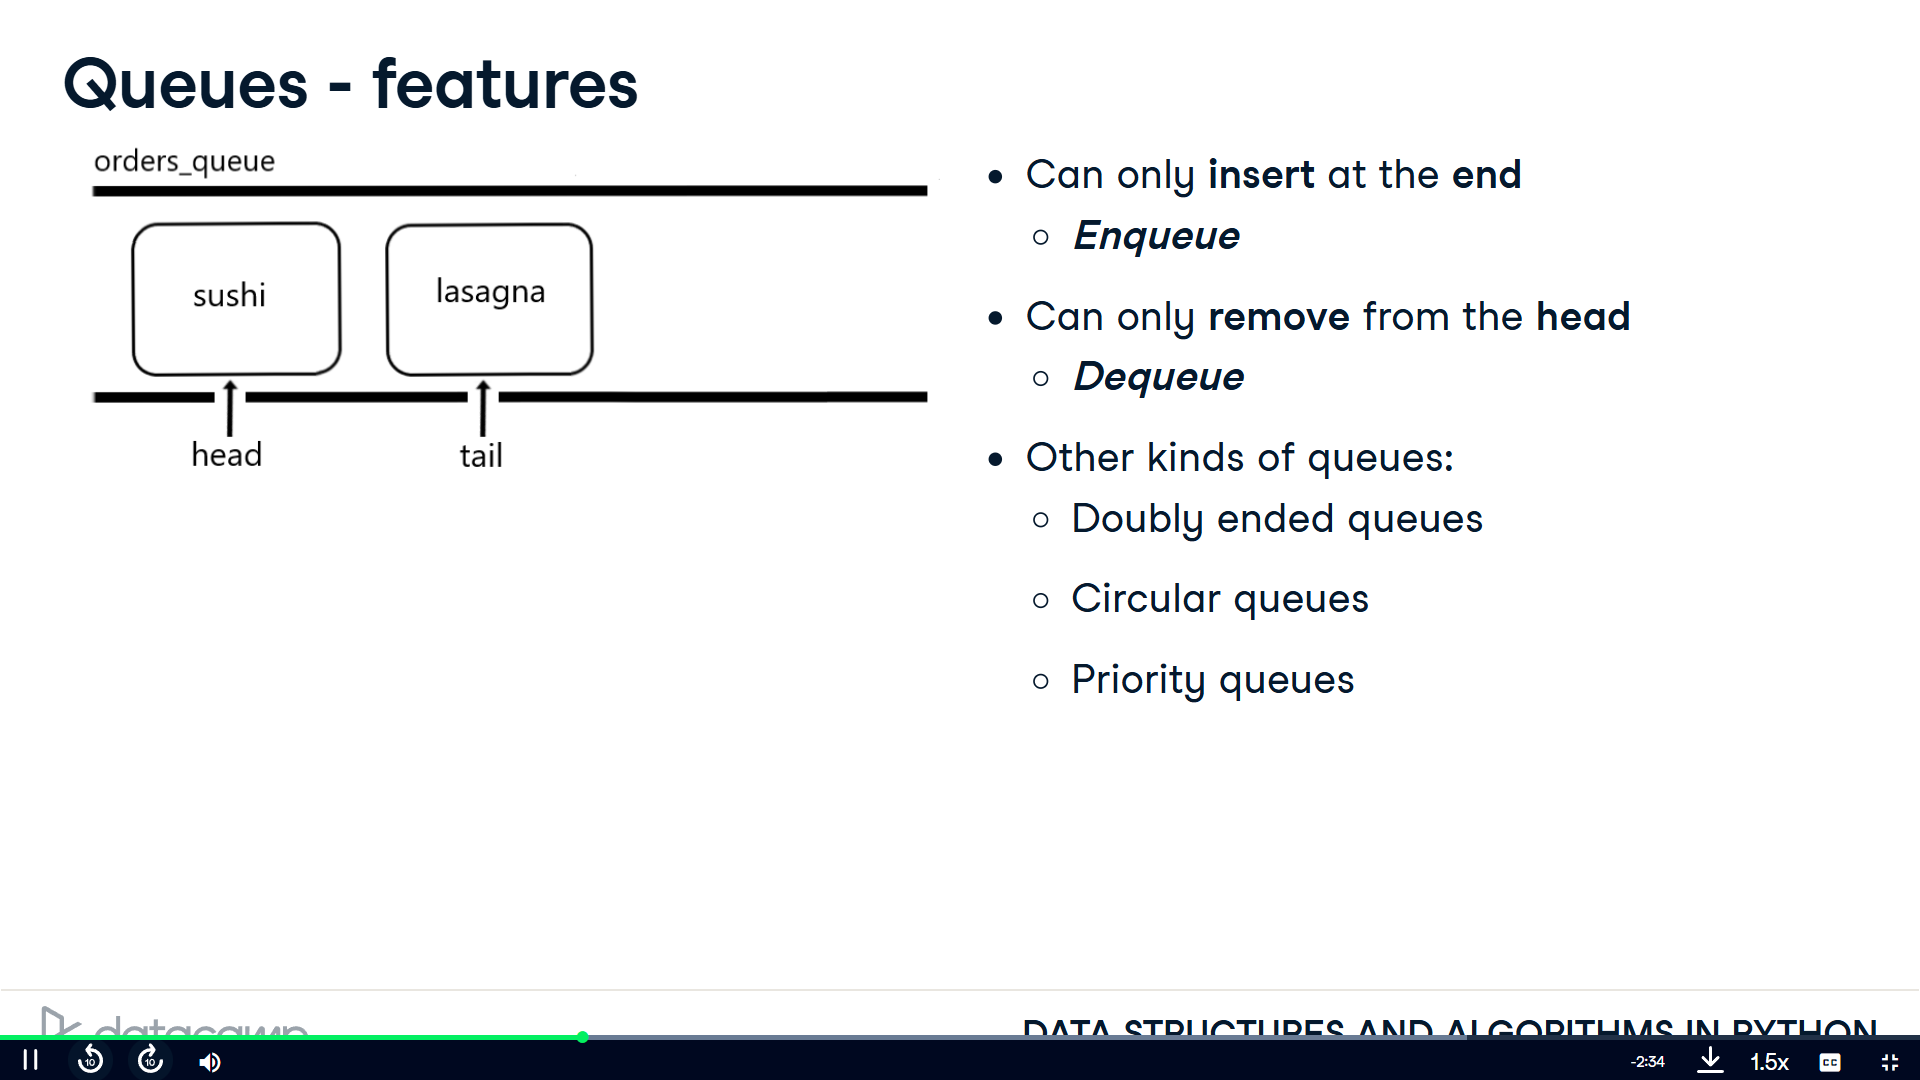 Queues - features
orders_queue
sushi
lasagna
head
tail
Can only insert at the end
Enqueue
Can only remove from the head
Dequeue
Other kinds of queues:
Doubly ended queues
Circular queues
Priority queues
datacamp
DATA STRUCTURES AND ALGORITHMS IN PYTHON
10
10
-2:34
1.5x
CC